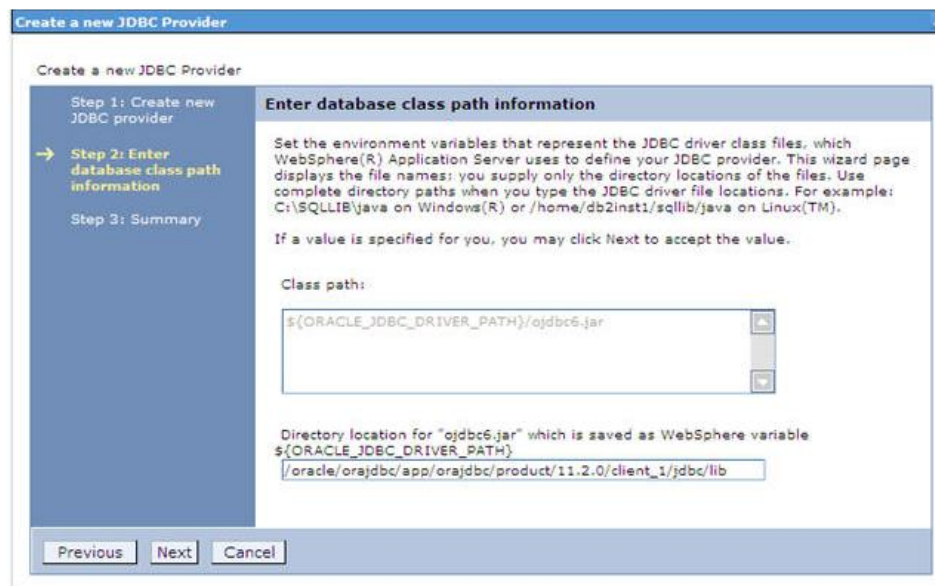 Create a new JDBC Provider
Create a new JDBC Provider
Step 1: Create new
JDBC provider
Step 2: Enter
database class path
information
Step 3: Summary
Enter database class path information
Set the environment variables that represent the JDBC driver class files, which
WebSphere(R) Application Server uses to define your JDBC provider. This wizard page
displays the file names; you supply only the directory locations of the files. Use
complete directory paths when you type the JDBC driver file locations. For example:
C:\SQLLIB\java on Windows(R) or /home/db2inst1/sqllib/java on Linux(TM).
If a value is specified for you, you may click Next to accept the value.
Class path:
${ORACLE_JDBC_DRIVER_PATH}/ojdbc6.jar
Directory location for "ojdbc6.jar" which is saved as WebSphere variable
${ORACLE_JDBC_DRIVER_PATH}
/oracle/orajdbc/app/orajdbc/product/11.2.0/client_1/jdbc/lib
Previous Next Cancel